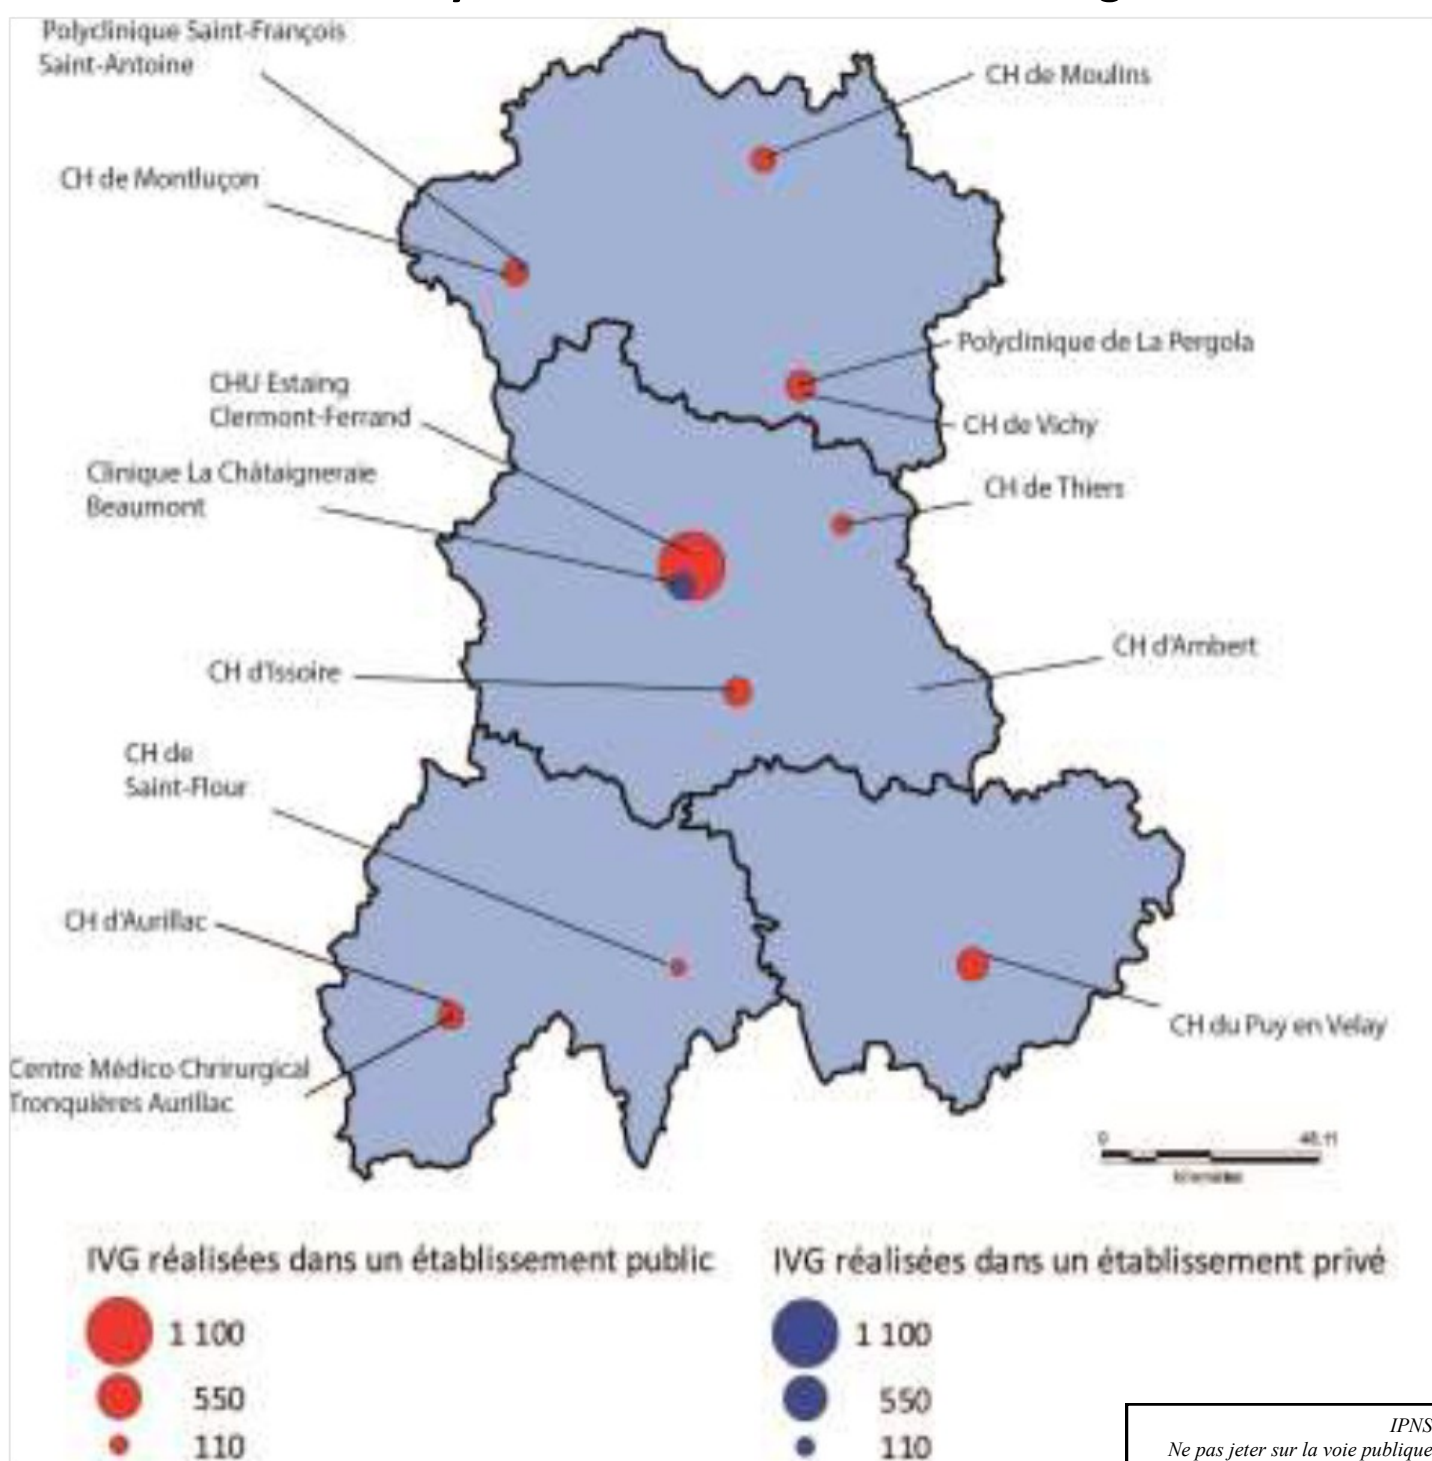 Polyclinique Saint-François
Saint-Antoine
CH de Moulins
CH de Montluçon
Polyclinique de La Pergola
CHU Estaing
Clermont-Ferrand
CH de Vichy
Clinique La Châtaigneraie
Beaumont
CH de Thiers
CH d'Ambert
CH d'Issoire
CH de
Saint-Flour
CH d'Aurillac
CH du Puy en Velay
Centre Médico Chrirurgical
Tronquières Aurillac
0
kilomètres
IVG réalisées dans un établissement public
1 100
550
110
IVG réalisées dans un établissement privé
1 100
550
110
IPNS
Ne pas jeter sur la voie publique